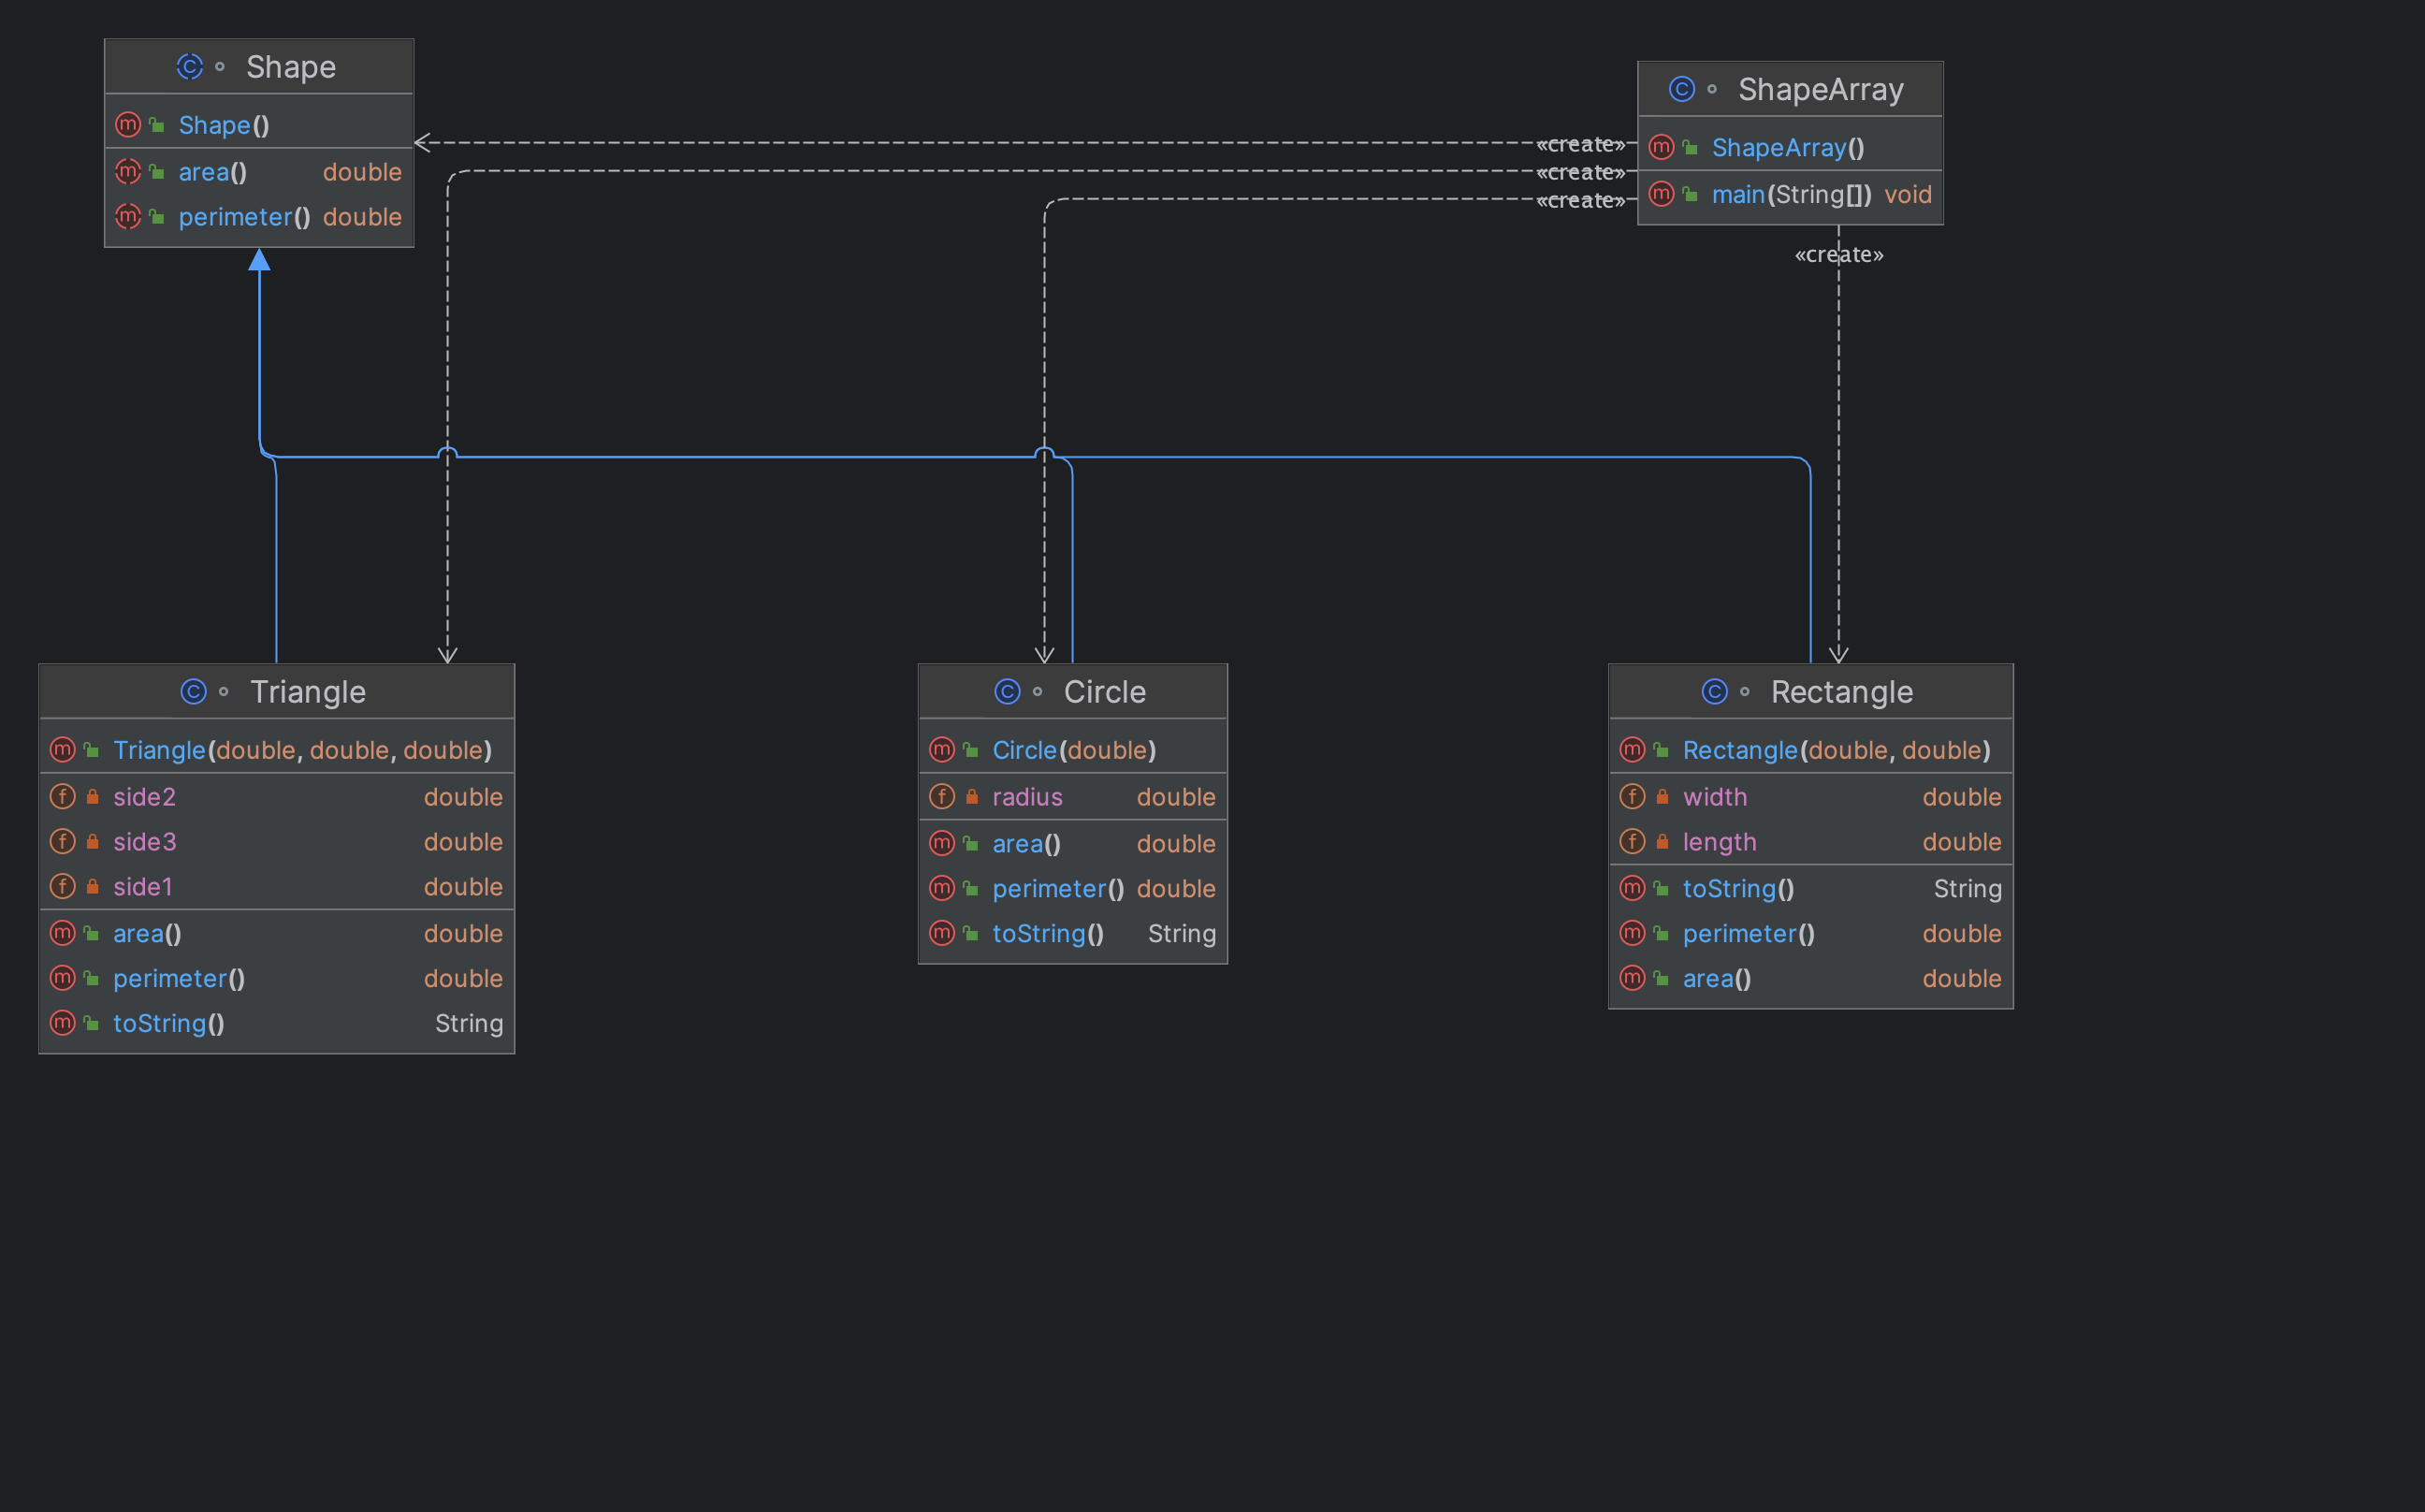 Shape
Shape()
area() double
perimeter() double
ShapeArray
ShapeArray()
main(String[]) void
«create»
«create»
«create»
«create»
Triangle
Triangle(double, double, double)
side2 double
side3 double
side1 double
area() double
perimeter() double
toString() String
Circle
Circle(double)
radius double
area() double
perimeter() double
toString() String
Rectangle
Rectangle(double, double)
width double
length double
toString() String
perimeter() double
area() double